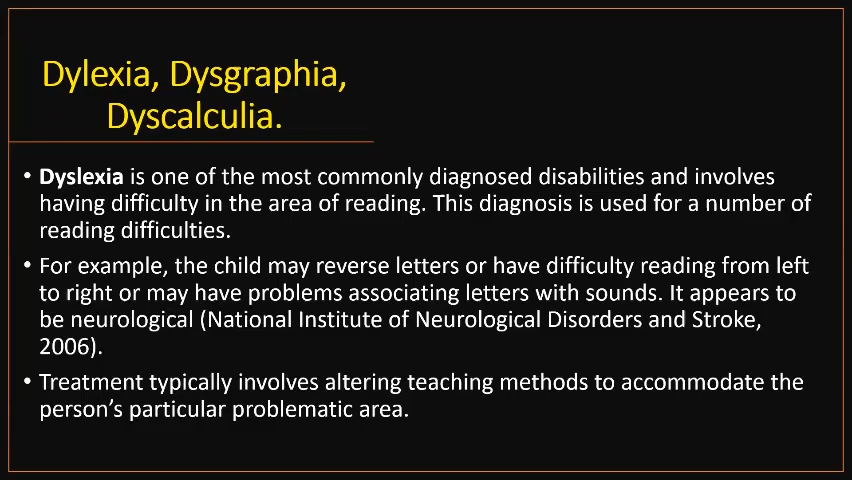 Dylexia, Dysgraphia,
Dyscalculia.
• Dyslexia is one of the most commonly diagnosed disabilities and involves
having difficulty in the area of reading. This diagnosis is used for a number of
reading difficulties.
• For example, the child may reverse letters or have difficulty reading from left
to right or may have problems associating letters with sounds. It appears to
be neurological (National Institute of Neurological Disorders and Stroke,
2006).
• Treatment typically involves altering teaching methods to accommodate the
person’s particular problematic area.